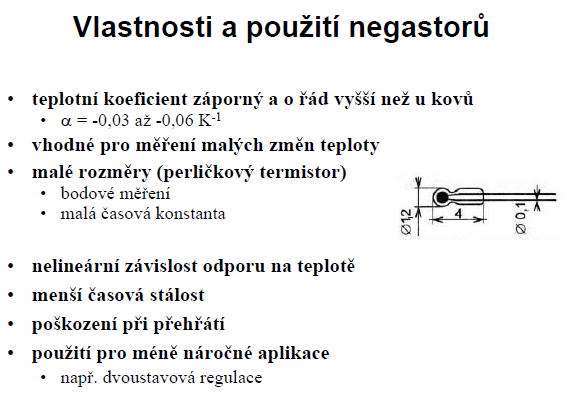 Vlastnosti a použití negastorů
• teplotní koeficient záporný a o řád vyšší než u kovů
• α = -0,03 až -0,06 K⁻¹
• vhodné pro měření malých změn teploty
• malé rozměry (perličkový termistor)
• bodové měření
• malá časová konstanta
Ø1,2
4
Ø 0,1
• nelineární závislost odporu na teplotě
• menší časová stálost
• poškození při přehřátí
• použití pro méně náročné aplikace
• např. dvoustavová regulace